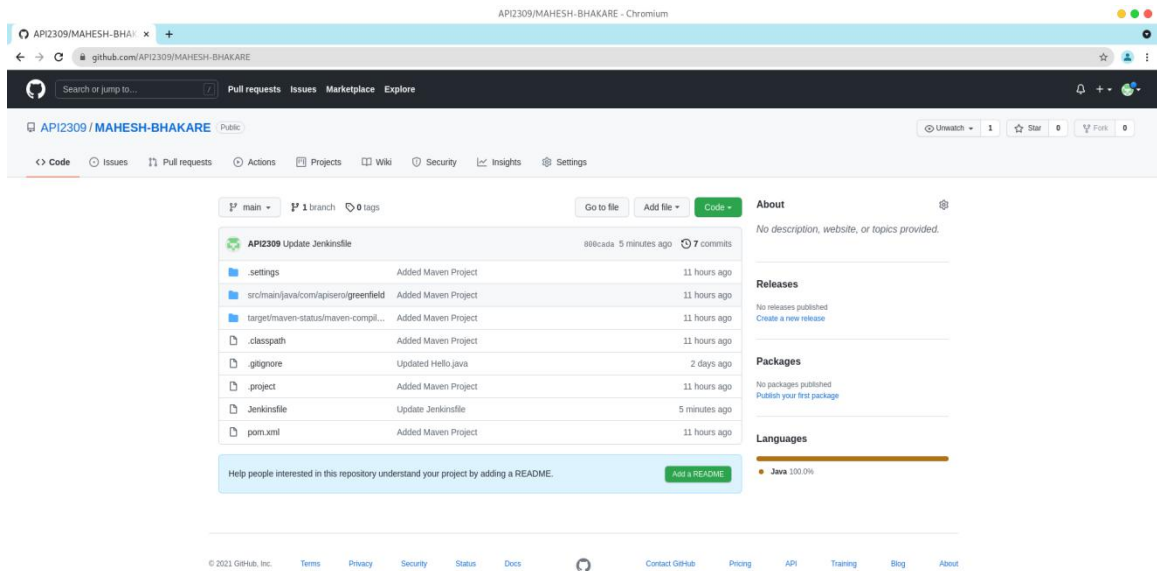 API2309/MAHESH-BHAKARE - Chromium
API2309/MAHESH-BHAK × +
github.com/API2309/MAHESH-BHAKARE
Search or jump to... / Pull requests Issues Marketplace Explore
API2309 / MAHESH-BHAKARE Public Unwatch 1 Star 0 Fork 0
<> Code Issues Pull requests Actions Projects Wiki Security Insights Settings
main 1 branch 0 tags Go to file Add file Code
API2309 Update Jenkinsfile 800cada 5 minutes ago 7 commits
.settings Added Maven Project 11 hours ago
src/main/java/com/apisero/greenfield Added Maven Project 11 hours ago
target/maven-status/maven-compil... Added Maven Project 11 hours ago
.classpath Added Maven Project 11 hours ago
.gitignore Updated Hello.java 2 days ago
.project Added Maven Project 11 hours ago
Jenkinsfile Update Jenkinsfile 5 minutes ago
pom.xml Added Maven Project 11 hours ago
Help people interested in this repository understand your project by adding a README. Add a README
About
No description, website, or topics provided.
Releases
No releases published
Create a new release
Packages
No packages published
Publish your first package
Languages
Java 100.0%
© 2021 GitHub, Inc. Terms Privacy Security Status Docs Contact GitHub Pricing API Training Blog About